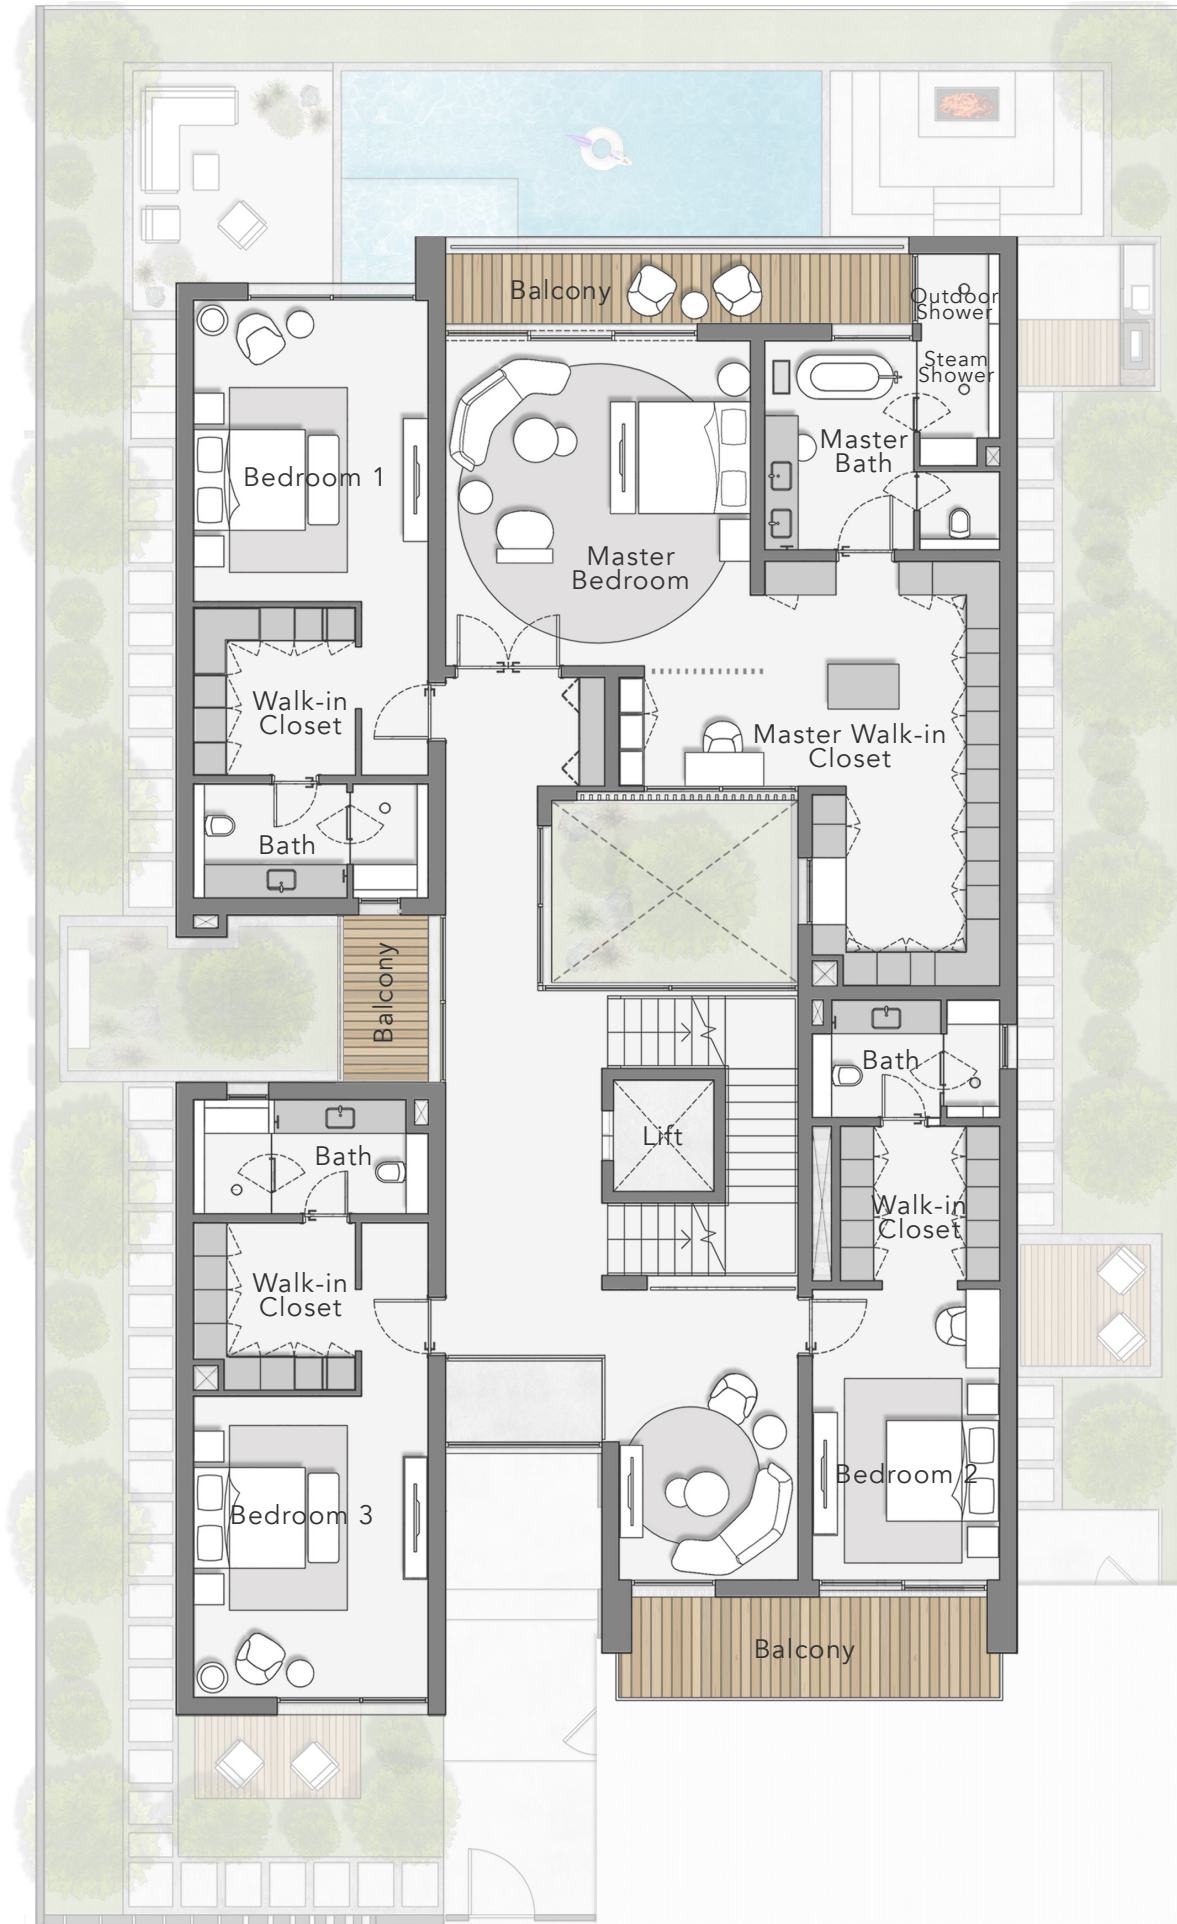 Balcony
Outdoor
Shower
Steam
Shower
Master
Bath
Bedroom 1
Master
Bedroom
Walk-in
Closet
Master Walk-in
Closet
Bath
Balcony
Bath
Lift
Bath
Walk-in
Closet
Walk-in
Closet
Bedroom 2
Bedroom 3
Balcony